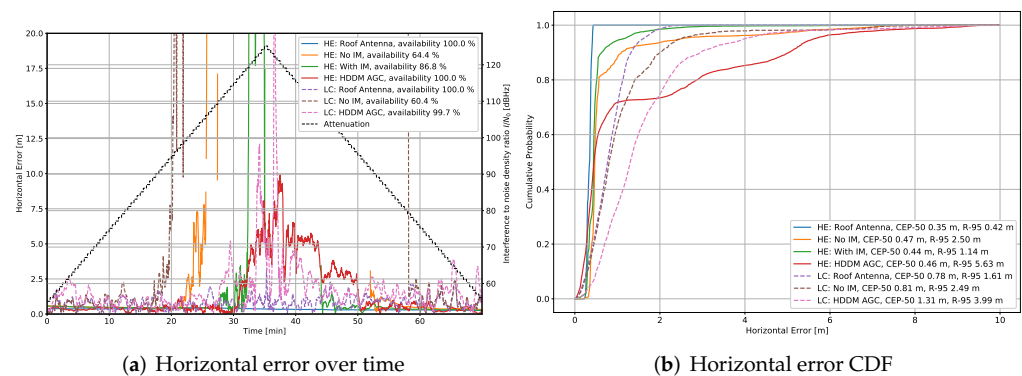 20.0
17.5
15.0
12.5
10.0
7.5
5.0
2.5
0.0
Horizontal Error [m]
0
10
20
30
40
50
60
Time [min]
120
110
100
90
80
70
60
Interference to noise density ratio I/N0 [dBHz]
HE: Roof Antenna, availability 100.0 %
HE: No IM, availability 64.4 %
HE: With IM, availability 86.8 %
HE: HDDM AGC, availability 100.0 %
LC: Roof Antenna, availability 100.0 %
LC: No IM, availability 60.4 %
LC: HDDM AGC, availability 99.7 %
Attenuation
(a) Horizontal error over time
1.0
0.8
0.6
0.4
0.2
0.0
Cumulative Probability
0
2
4
6
8
10
Horizontal Error [m]
HE: Roof Antenna, CEP-50 0.35 m, R-95 0.42 m
HE: No IM, CEP-50 0.47 m, R-95 2.50 m
HE: With IM, CEP-50 0.44 m, R-95 1.14 m
HE: HDDM AGC, CEP-50 0.46 m, R-95 5.63 m
LC: Roof Antenna, CEP-50 0.78 m, R-95 1.61 m
LC: No IM, CEP-50 0.81 m, R-95 2.49 m
LC: HDDM AGC, CEP-50 1.31 m, R-95 3.99 m
(b) Horizontal error CDF